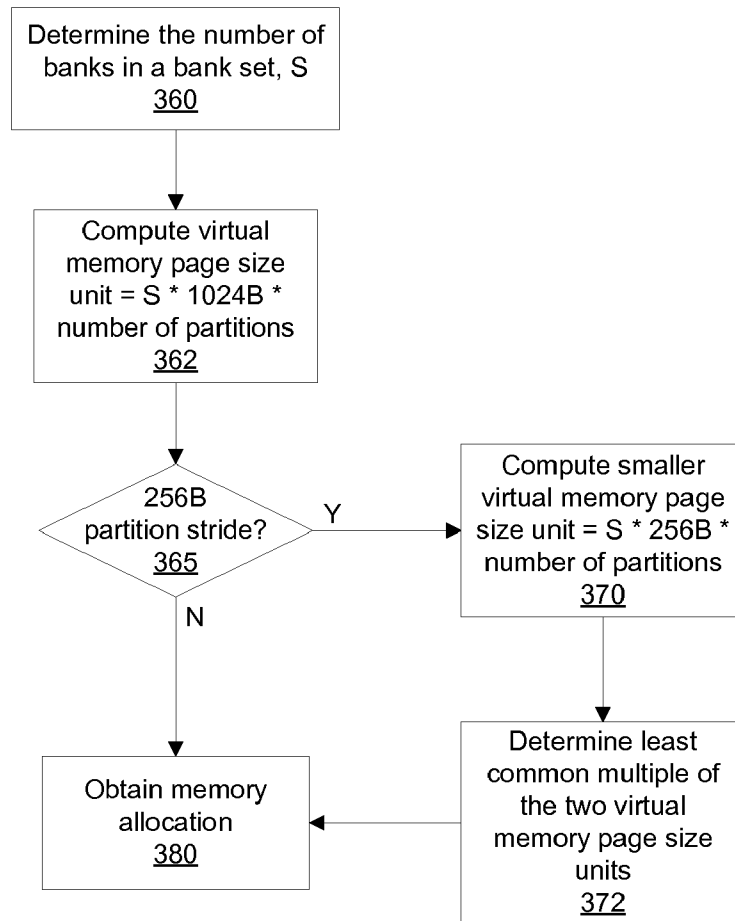 Determine the number of
banks in a bank set, S
360
Compute virtual
memory page size
unit = S * 1024B *
number of partitions
362
256B
partition stride?
365
Y
N
Compute smaller
virtual memory page
size unit = S * 256B *
number of partitions
370
Determine least
common multiple of
the two virtual
memory page size
units
372
Obtain memory
allocation
380